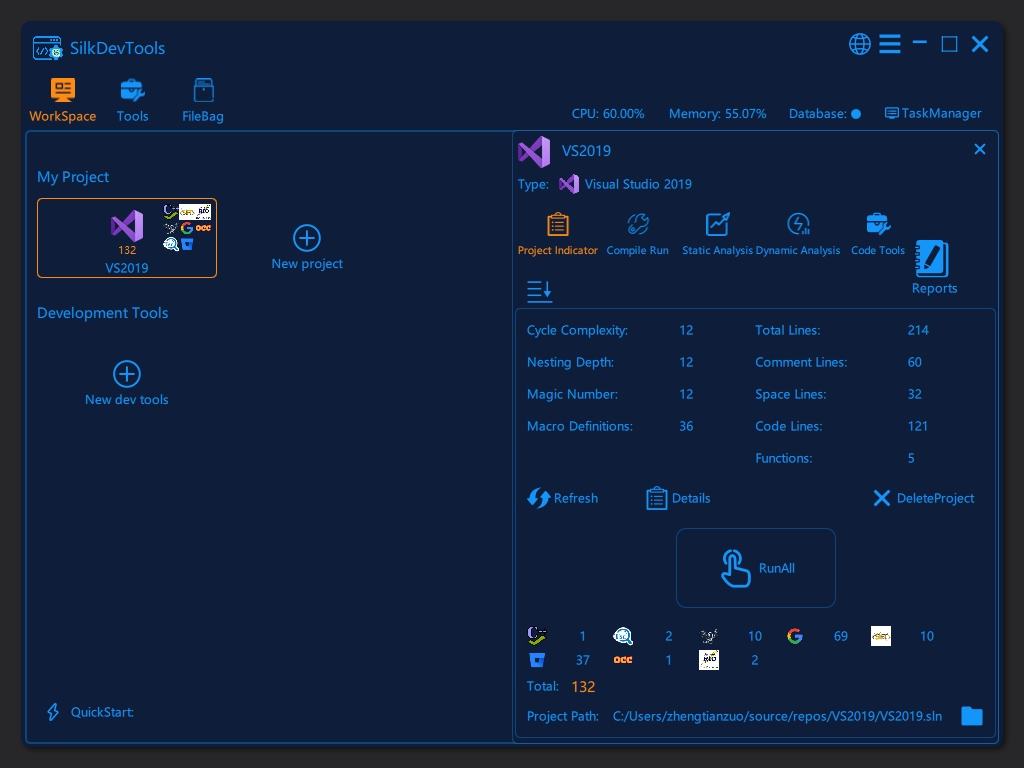 SilkDevTools
WorkSpace
Tools
FileBag
CPU: 60.00%
Memory: 55.07%
Database:
TaskManager
My Project
132
VS2019
New project
Development Tools
New dev tools
QuickStart:
VS2019
Type: Visual Studio 2019
Project Indicator
Compile Run
Static Analysis
Dynamic Analysis
Code Tools
Reports
Cycle Complexity: 12 Total Lines: 214
Nesting Depth: 12 Comment Lines: 60
Magic Number: 12 Space Lines: 32
Macro Definitions: 36 Code Lines: 121
Functions: 5
Refresh
Details
DeleteProject
RunAll
1 2 10 69 10
37 occ 1 2
Total: 132
Project Path: C:/Users/zhengtianzuo/source/repos/VS2019/VS2019.sln